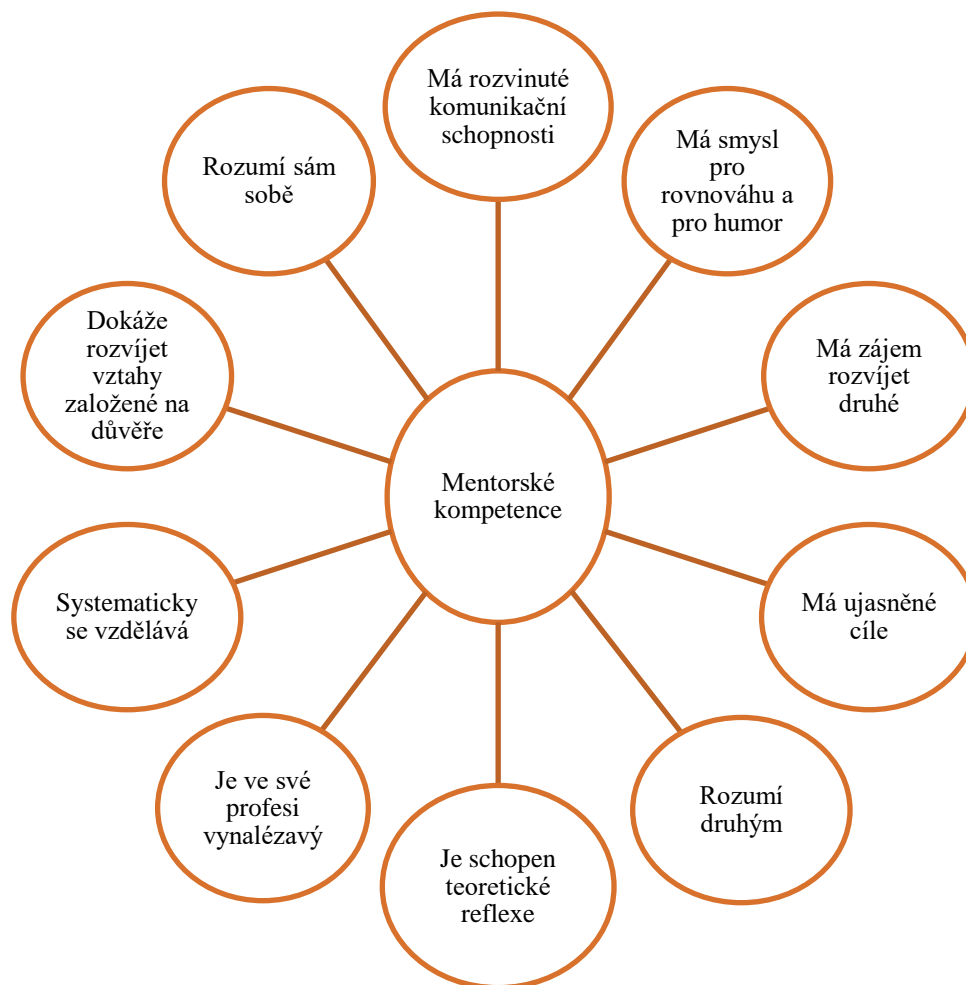 Má rozvinuté
komunikační
schopnosti
Má smysl
pro
rovnováhu a
pro humor
Má zájem
rozvíjet
druhé
Má ujasněné
cíle
Rozumí
druhým
Je schopen
teoretické
reflexe
Je ve své
profesi
vynalézavý
Systematicky
se vzdělává
Dokáže
rozvíjet
vztahy
založené na
důvěře
Rozumí sám
sobě
Mentorské
kompetence